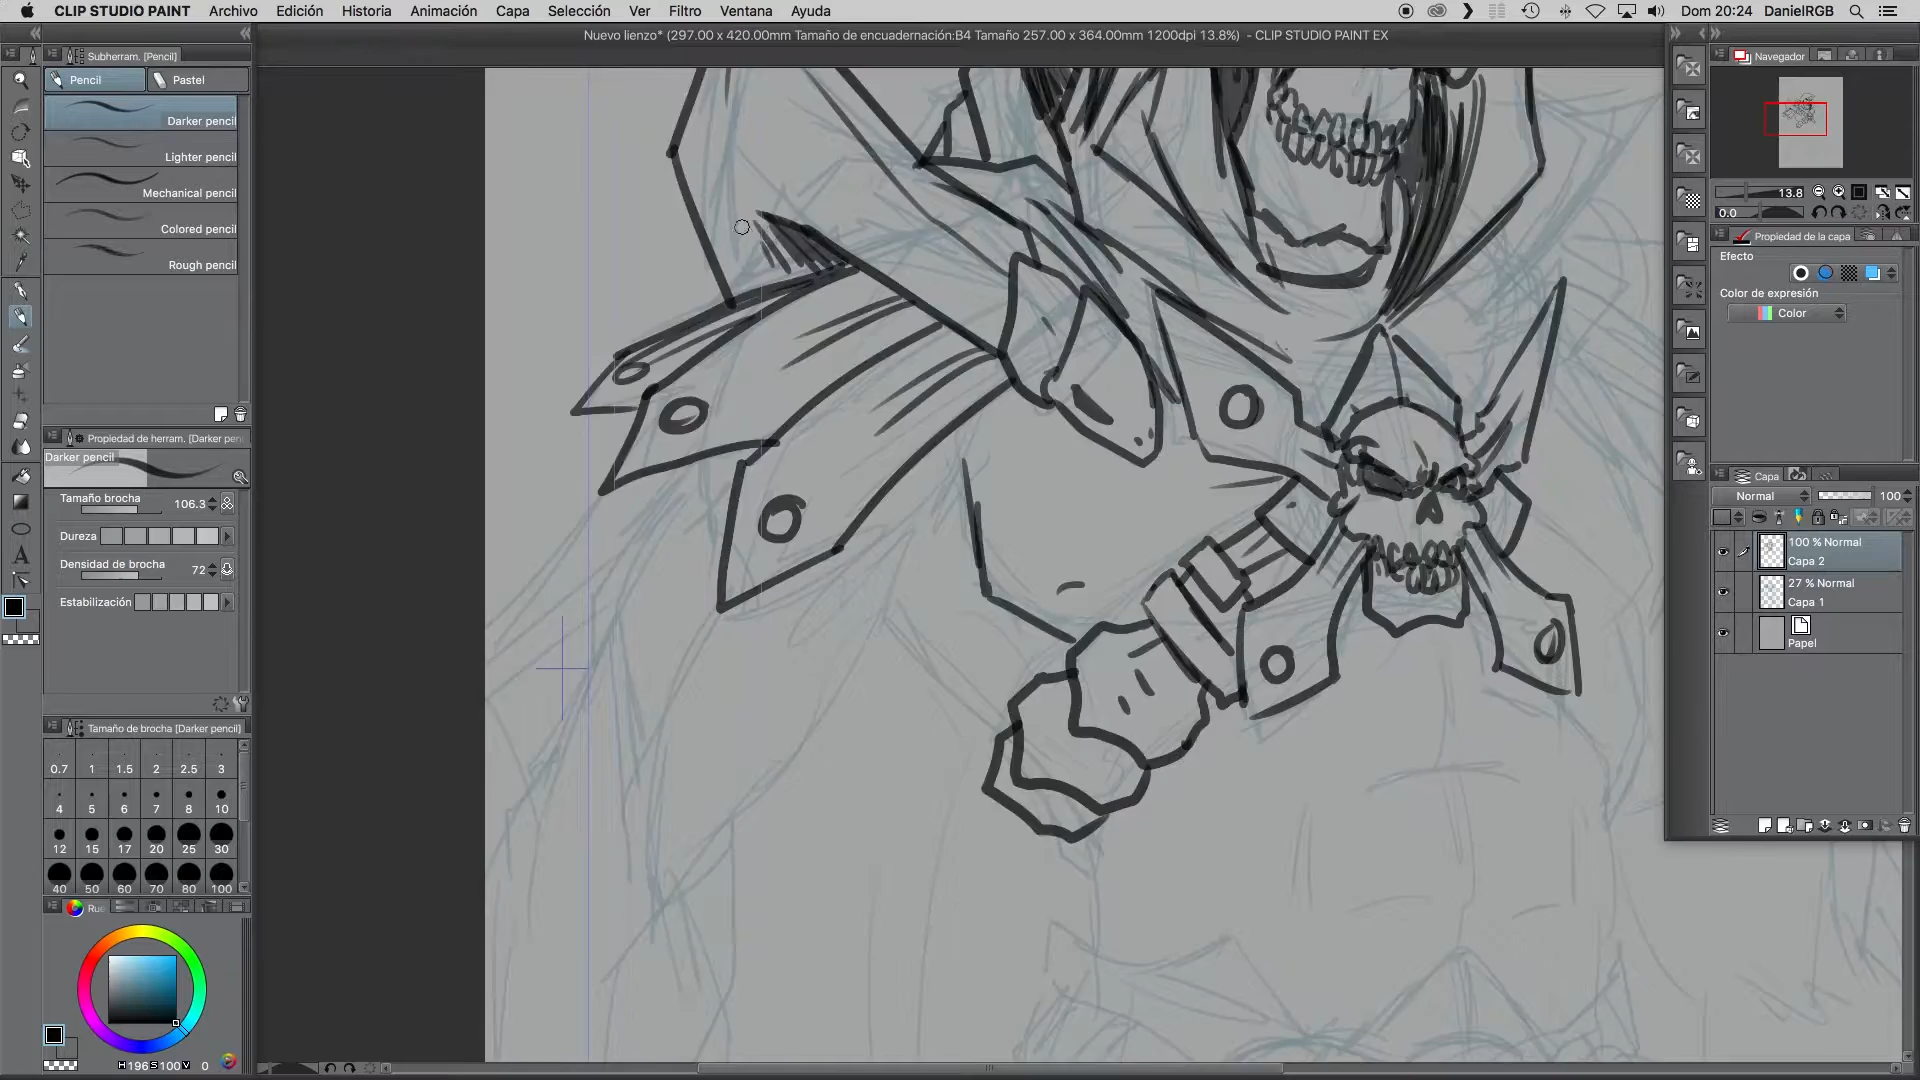 CLIP STUDIO PAINT Archivo Edición Historia Animación Capa Selección Ver Filtro Ventana Ayuda Dom 20:24 DanielRGB
Nuevo lienzo* (297.00 x 420.00mm Tamaño de encuadernación:B4 Tamaño 257.00 x 364.00mm 1200dpi 13.8%) - CLIP STUDIO PAINT EX
Subherram. [Pencil]
Pencil Pastel
Darker pencil
Lighter pencil
Mechanical pencil
Colored pencil
Rough pencil
Propiedad de herram. [Darker pen
Darker pencil
Tamaño brocha 106.3
Dureza
Densidad de brocha 72
Estabilización
Tamaño de brocha [Darker pencil]
0.7 1 1.5 2 2.5 3
4 5 6 7 8 10
12 15 17 20 25 30
40 50 60 70 80 100
Rue
H 196 S 100 V 0
Navegador
13.8
0.0
Propiedad de la capa
Efecto
Color de expresión
Color
Capa
Normal 100
100 % Normal
Capa 2
27 % Normal
Capa 1
Papel